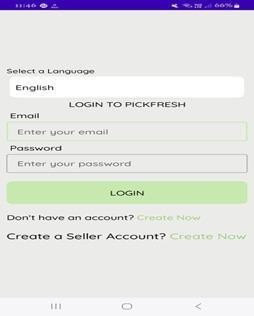 11:46
66%
Select a Language
English
LOGIN TO PICKFRESH
Email
Enter your email
Password
Enter your password
LOGIN
Don't have an account? Create Now
Create a Seller Account? Create Now